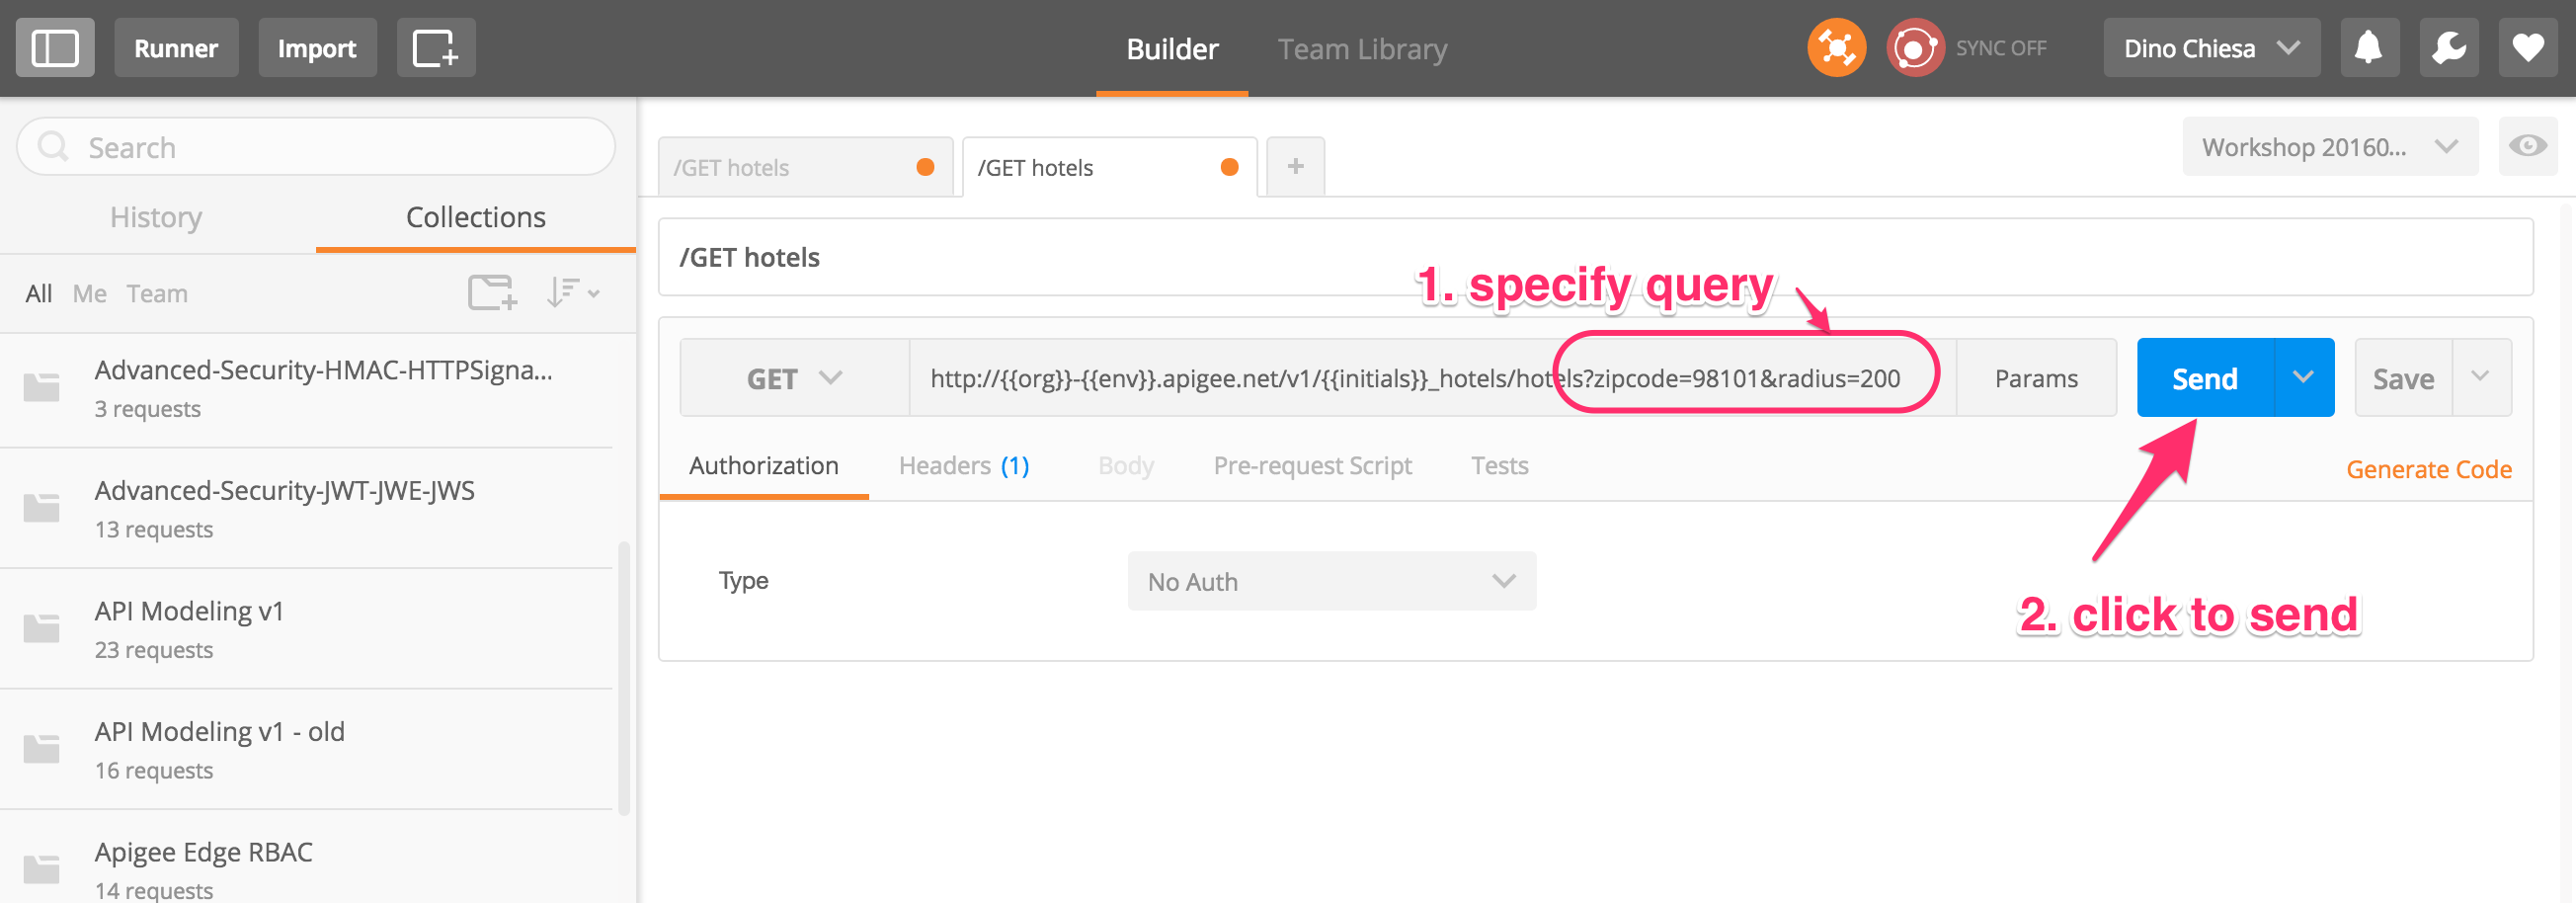 Runner Import Builder Team Library SYNC OFF Dino Chiesa
Search
History Collections
All Me Team
Advanced-Security-HMAC-HTTPSigna...
3 requests
Advanced-Security-JWT-JWE-JWS
13 requests
API Modeling v1
23 requests
API Modeling v1 - old
16 requests
Apigee Edge RBAC
14 requests
/GET hotels /GET hotels + Workshop 20160...
/GET hotels
1. specify query
GET http://{{org}}-{{env}}.apigee.net/v1/{{initials}}_hotels/hotels?zipcode=98101&radius=200 Params Send Save
Authorization Headers (1) Body Pre-request Script Tests Generate Code
Type No Auth
2. click to send